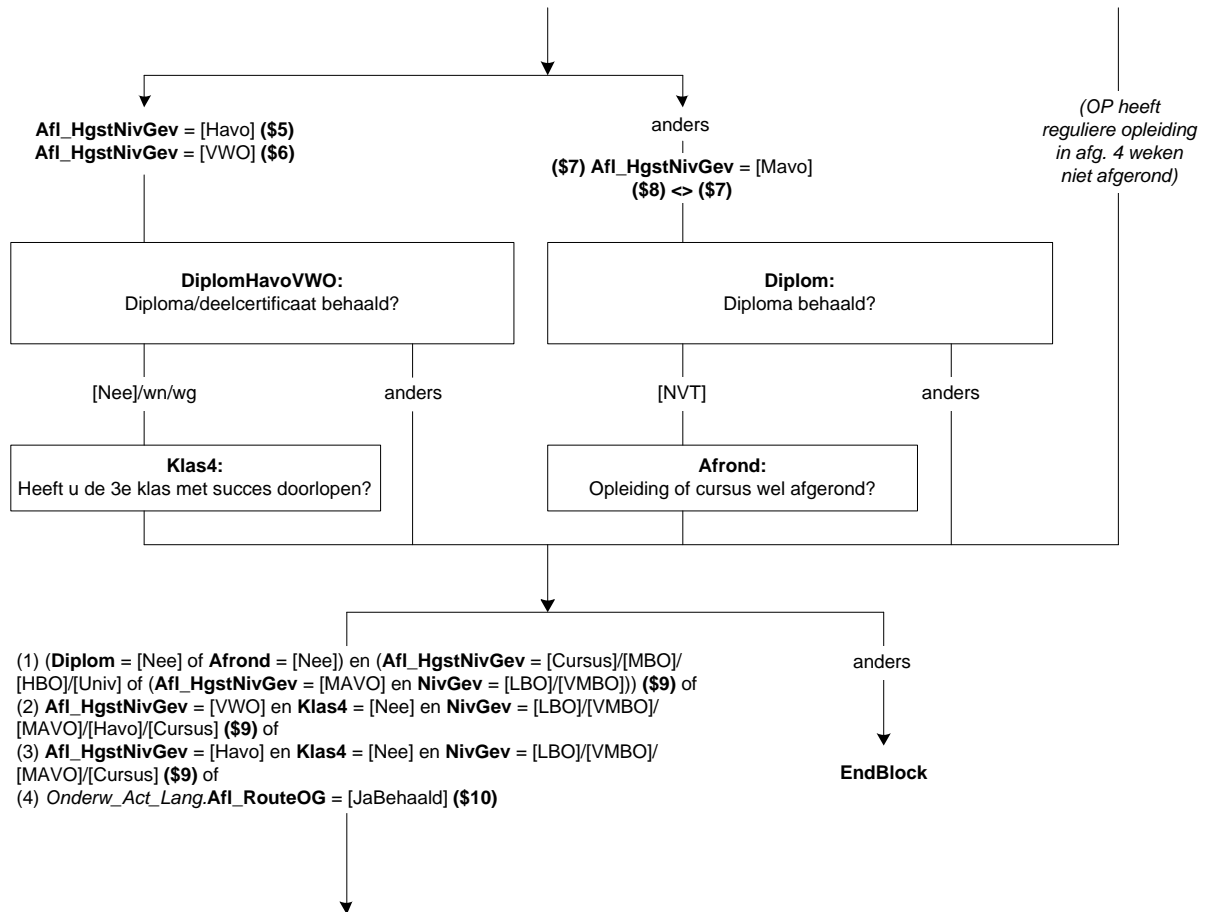 Afl_HgstNivGev = [Havo] ($5)
Afl_HgstNivGev = [VWO] ($6)
anders
($7) Afl_HgstNivGev = [Mavo]
($8) <> ($7)
(OP heeft
reguliere opleiding
in afg. 4 weken
niet afgerond)
DiplomHavoVWO:
Diploma/deelcertificaat behaald?
Diplom:
Diploma behaald?
[Nee]/wn/wg
anders
[NVT]
anders
Klas4:
Heeft u de 3e klas met succes doorlopen?
Afrond:
Opleiding of cursus wel afgerond?
(1) (Diplom = [Nee] of Afrond = [Nee]) en (Afl_HgstNivGev = [Cursus]/[MBO]/
[HBO]/[Univ] of (Afl_HgstNivGev = [MAVO] en NivGev = [LBO]/[VMBO])) ($9) of
(2) Afl_HgstNivGev = [VWO] en Klas4 = [Nee] en NivGev = [LBO]/[VMBO]/
[MAVO]/[Havo]/[Cursus] ($9) of
(3) Afl_HgstNivGev = [Havo] en Klas4 = [Nee] en NivGev = [LBO]/[VMBO]/
[MAVO]/[Cursus] ($9) of
(4) Onderw_Act_Lang.Afl_RouteOG = [JaBehaald] ($10)
anders
EndBlock